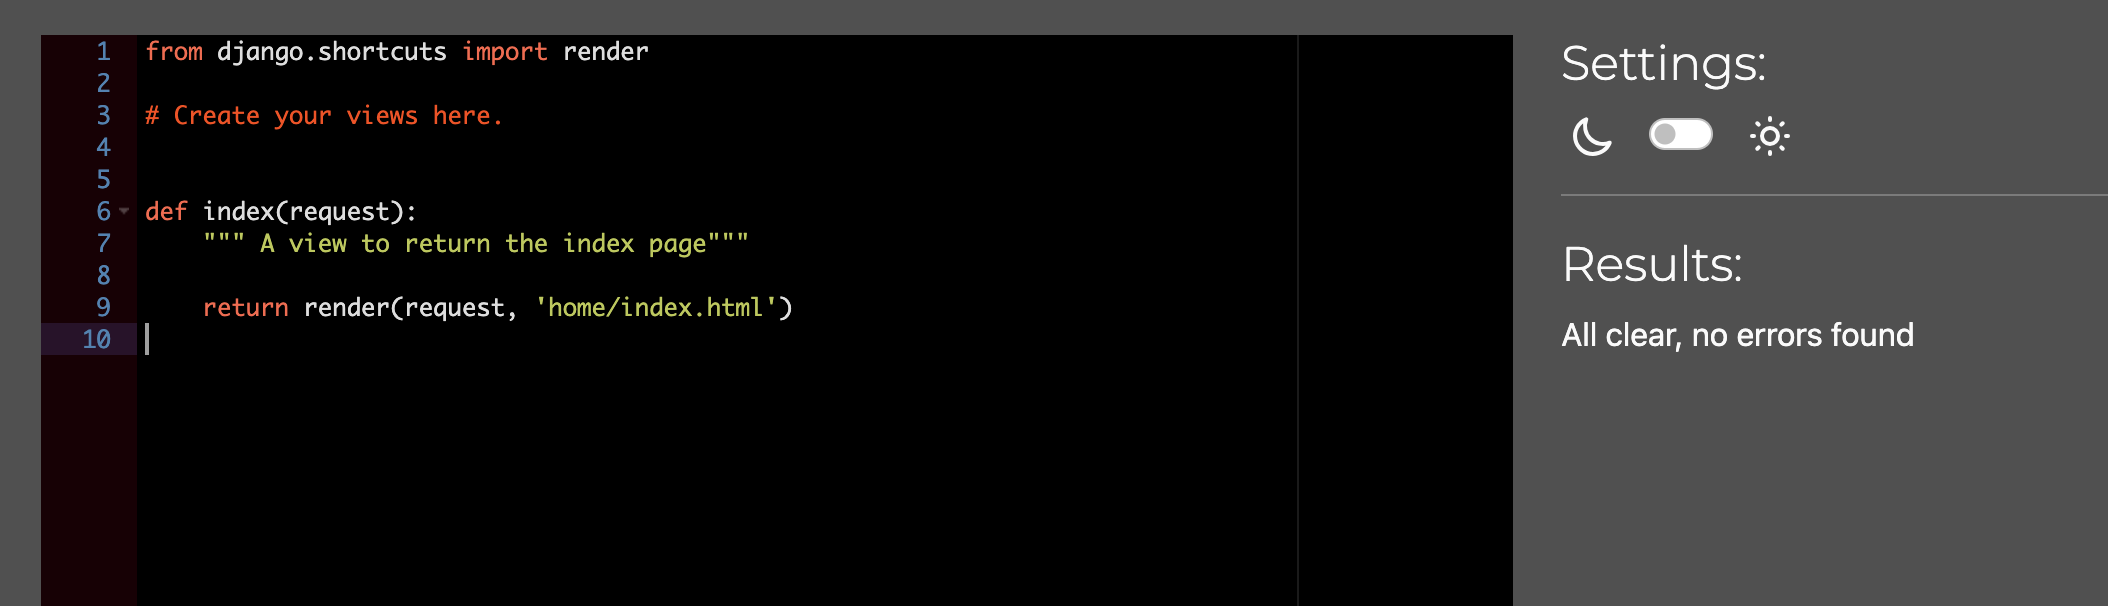 1 from django.shortcuts import render
2
3 # Create your views here.
4
5
6 def index(request):
7     """ A view to return the index page"""
8
9     return render(request, 'home/index.html')
10
Settings:
Results:
All clear, no errors found